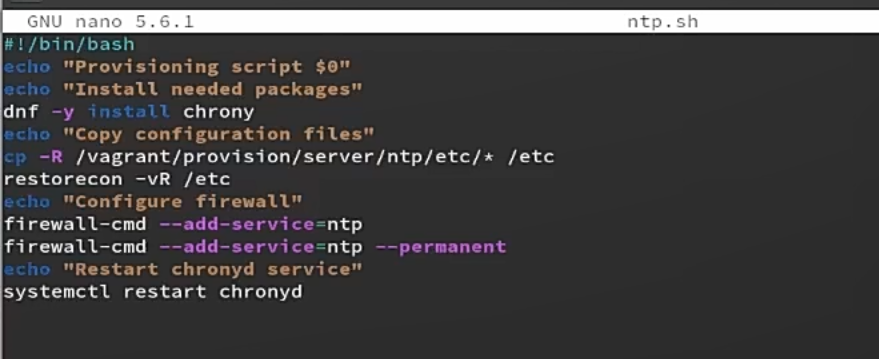 GNU nano 5.6.1 ntp.sh
#!/bin/bash
echo "Provisioning script $0"
echo "Install needed packages"
dnf -y install chrony
echo "Copy configuration files"
cp -R /vagrant/provision/server/ntp/etc/* /etc
restorecon -vR /etc
echo "Configure firewall"
firewall-cmd --add-service=ntp
firewall-cmd --add-service=ntp --permanent
echo "Restart chronyd service"
systemctl restart chronyd